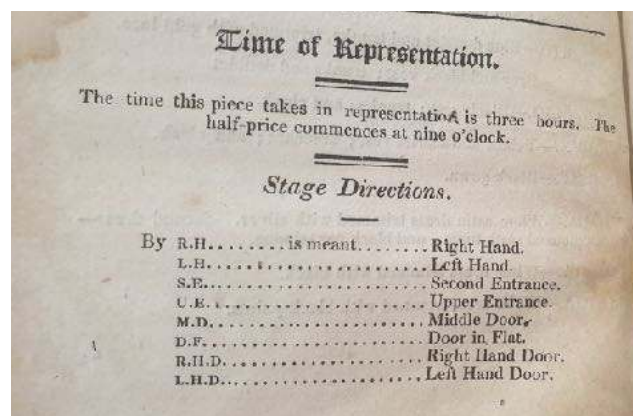 Time of Representation.
The time this piece takes in representation is three hours. The
half-price commences at nine o'clock.
Stage Directions.
By R.H........is meant........Right Hand.
L.H..........................Left Hand.
S.E..........................Second Entrance.
U.E..........................Upper Entrance.
M.D..........................Middle Door.
D.F..........................Door in Flat.
R.H.D........................Right Hand Door.
L.H.D........................Left Hand Door.